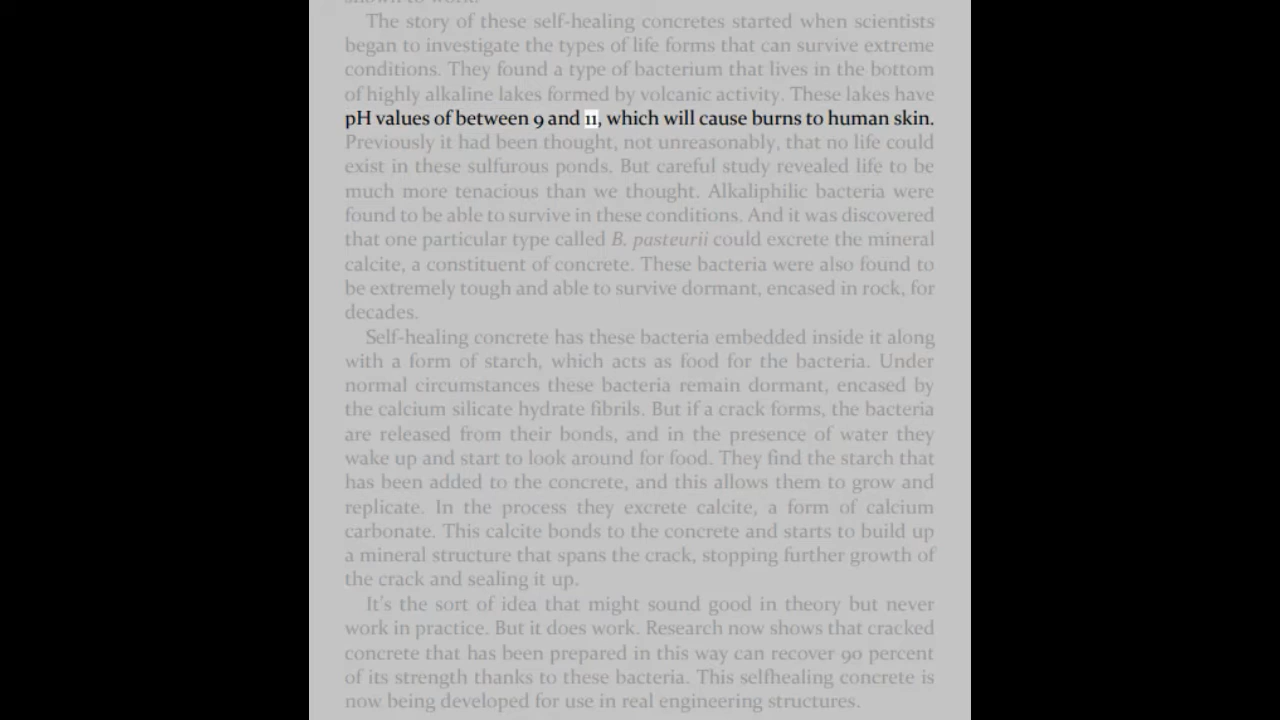 shown to work.
The story of these self-healing concretes started when scientists
began to investigate the types of life forms that can survive extreme
conditions. They found a type of bacterium that lives in the bottom
of highly alkaline lakes formed by volcanic activity. These lakes have
pH values of between 9 and 11, which will cause burns to human skin.
Previously it had been thought, not unreasonably, that no life could
exist in these sulfurous ponds. But careful study revealed life to be
much more tenacious than we thought. Alkaliphilic bacteria were
found to be able to survive in these conditions. And it was discovered
that one particular type called B. pasteurii could excrete the mineral
calcite, a constituent of concrete. These bacteria were also found to
be extremely tough and able to survive dormant, encased in rock, for
decades.
Self-healing concrete has these bacteria embedded inside it along
with a form of starch, which acts as food for the bacteria. Under
normal circumstances these bacteria remain dormant, encased by
the calcium silicate hydrate fibrils. But if a crack forms, the bacteria
are released from their bonds, and in the presence of water they
wake up and start to look around for food. They find the starch that
has been added to the concrete, and this allows them to grow and
replicate. In the process they excrete calcite, a form of calcium
carbonate. This calcite bonds to the concrete and starts to build up
a mineral structure that spans the crack, stopping further growth of
the crack and sealing it up.
It's the sort of idea that might sound good in theory but never
work in practice. But it does work. Research now shows that cracked
concrete that has been prepared in this way can recover 90 percent
of its strength thanks to these bacteria. This selfhealing concrete is
now being developed for use in real engineering structures.